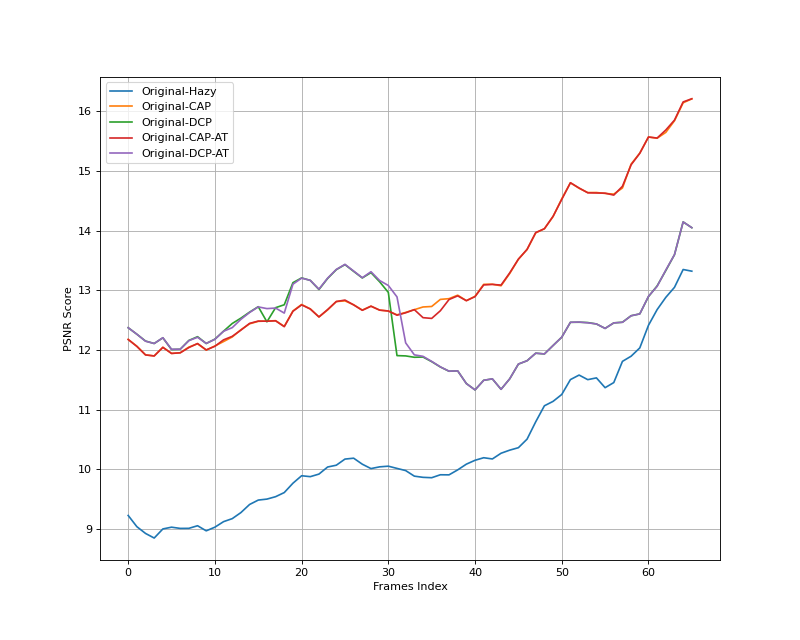 Original-Hazy
Original-CAP
Original-DCP
Original-CAP-AT
Original-DCP-AT
16
15
14
13
12
11
10
9
PSNR Score
0 10 20 30 40 50 60
Frames Index